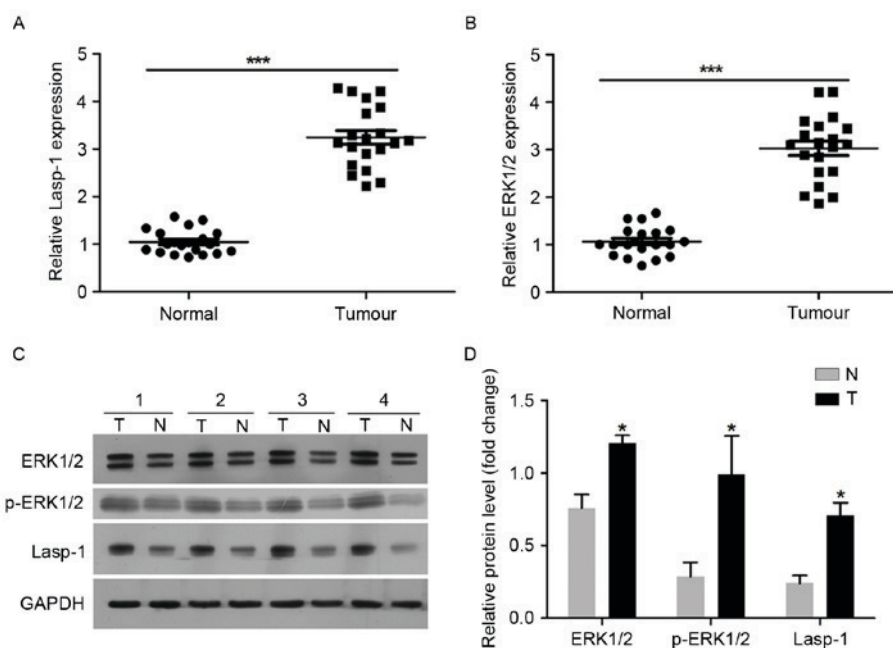 A
Relative Lasp-1 expression
5
4
3
2
1
0
***
Normal Tumour
B
Relative ERK1/2 expression
5
4
3
2
1
0
***
Normal Tumour
C
1 2 3 4
T N T N T N T N
ERK1/2
p-ERK1/2
Lasp-1
GAPDH
D
Relative protein level (fold change)
N
T
1.5
1.0
0.5
0.0
* * *
ERK1/2 p-ERK1/2 Lasp-1